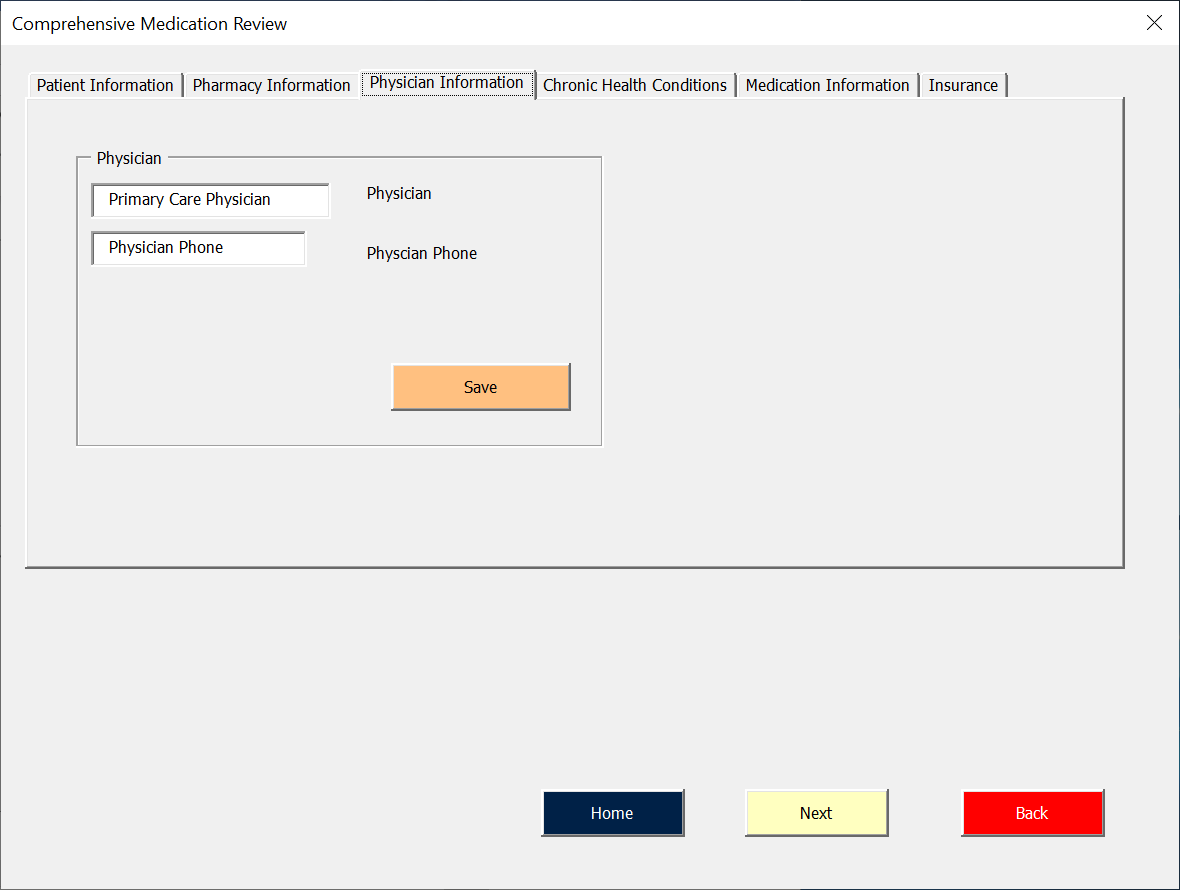 Comprehensive Medication Review
Patient Information Pharmacy Information Physician Information Chronic Health Conditions Medication Information Insurance
Physician
Primary Care Physician Physician
Physician Phone Physcian Phone
Save
Home Next Back